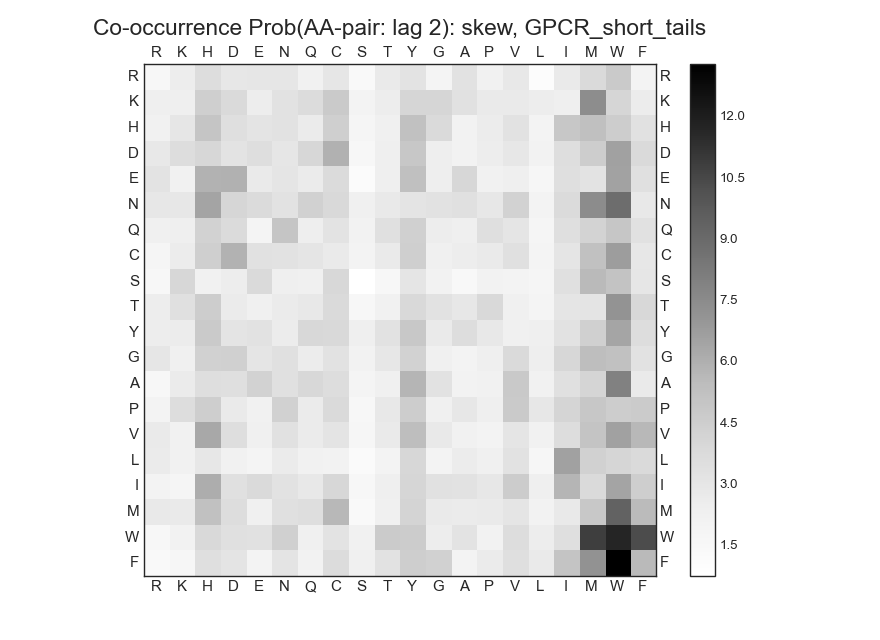 Co-occurrence Prob(AA-pair: lag 2): skew, GPCR_short_tails
R K H D E N Q C S T Y G A P V L I M W F
R R
K K
H H
D D
E E
N N
Q Q
C C
S S
T T
Y Y
G G
A A
P P
V V
L L
I I
M M
W W
F F
R K H D E N Q C S T Y G A P V L I M W F
12.0
10.5
9.0
7.5
6.0
4.5
3.0
1.5